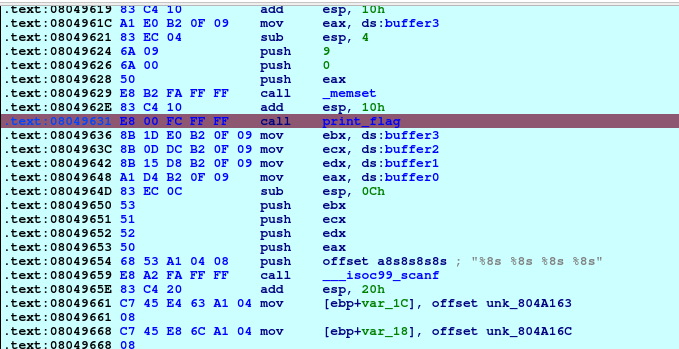 .text:08049619 83 C4 10 add esp, 10h
.text:0804961C A1 E0 B2 0F 09 mov eax, ds:buffer3
.text:08049621 83 EC 04 sub esp, 4
.text:08049624 6A 09 push 9
.text:08049626 6A 00 push 0
.text:08049628 50 push eax
.text:08049629 E8 B2 FA FF FF call _memset
.text:0804962E 83 C4 10 add esp, 10h
.text:08049631 E8 00 FC FF FF call print_flag
.text:08049636 8B 1D E0 B2 0F 09 mov ebx, ds:buffer3
.text:0804963C 8B 0D DC B2 0F 09 mov ecx, ds:buffer2
.text:08049642 8B 15 D8 B2 0F 09 mov edx, ds:buffer1
.text:08049648 A1 D4 B2 0F 09 mov eax, ds:buffer0
.text:0804964D 83 EC 0C sub esp, 0Ch
.text:08049650 53 push ebx
.text:08049651 51 push ecx
.text:08049652 52 push edx
.text:08049653 50 push eax
.text:08049654 68 53 A1 04 08 push offset a8s8s8s8s ; "%8s %8s %8s %8s"
.text:08049659 E8 A2 FA FF FF call ___isoc99_scanf
.text:0804965E 83 C4 20 add esp, 20h
.text:08049661 C7 45 E4 63 A1 04 mov [ebp+var_1C], offset unk_804A163
.text:08049661 08
.text:08049668 C7 45 E8 6C A1 04 mov [ebp+var_18], offset unk_804A16C
.text:08049668 08